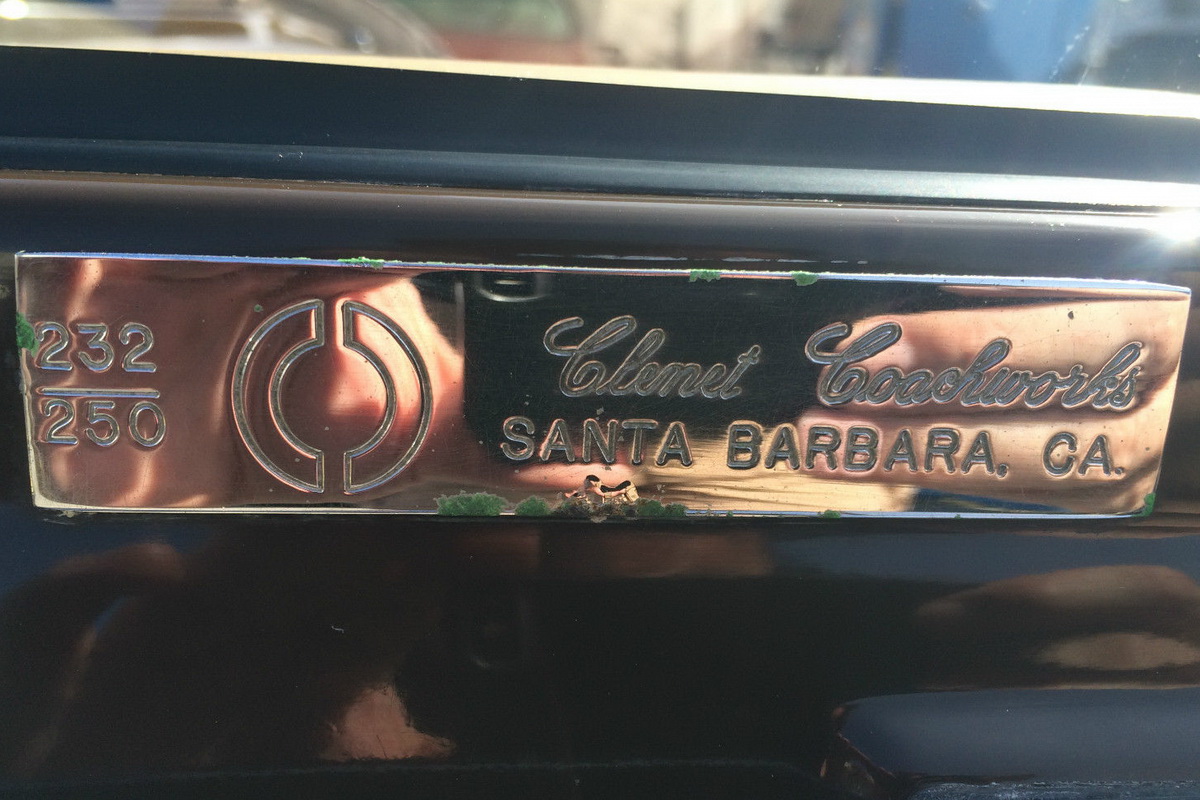 232
250
Clenet Coachworks
SANTA BARBARA, CA.